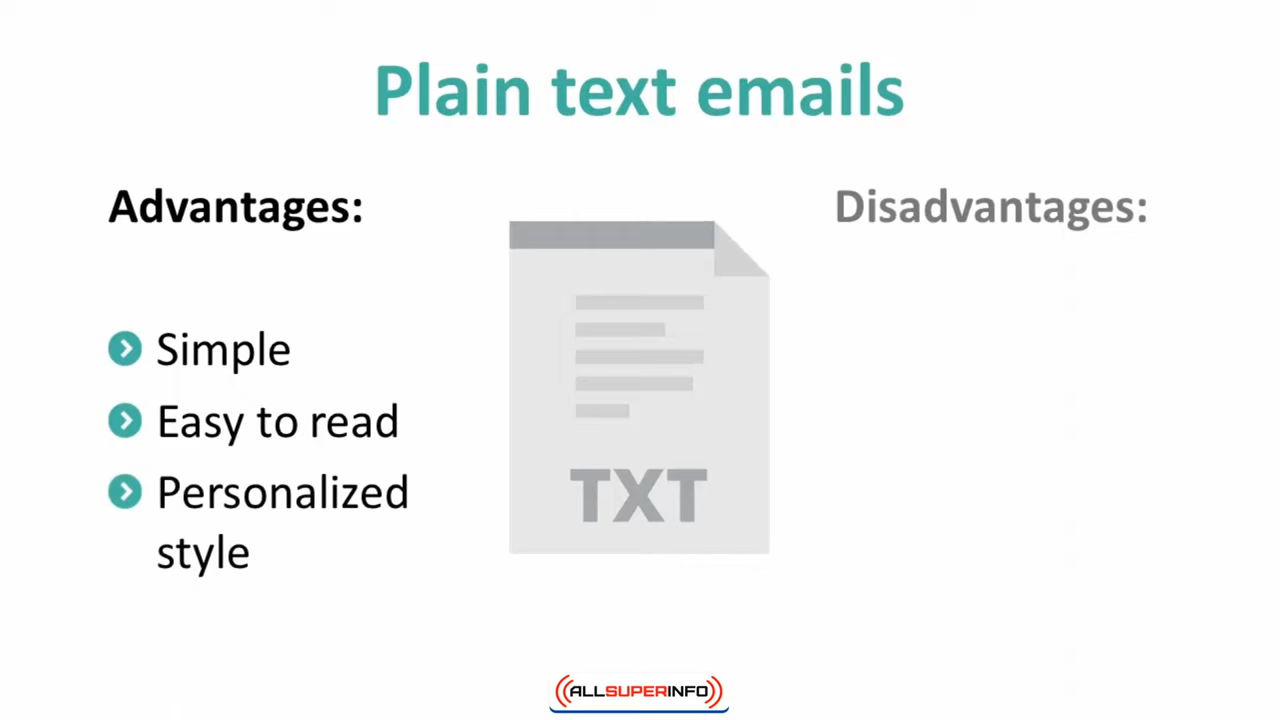 Plain text emails
Advantages:
Disadvantages:
Simple
Easy to read
Personalized
style
TXT
ALLSUPERINFO